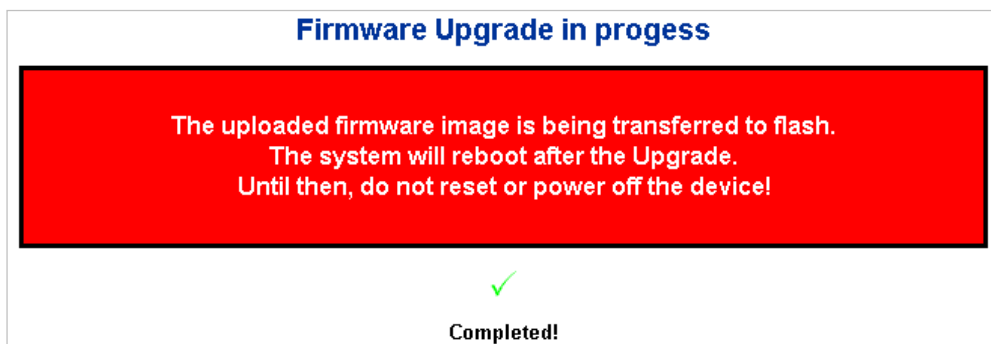 Firmware Upgrade in progess
The uploaded firmware image is being transferred to flash.
The system will reboot after the Upgrade.
Until then, do not reset or power off the device!
Completed!